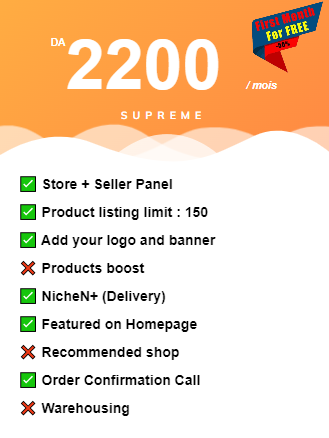 First Month
For FREE
-90%
DA 2200
/ mois
SUPREME
Store + Seller Panel
Product listing limit : 150
Add your logo and banner
Products boost
NicheN+ (Delivery)
Featured on Homepage
Recommended shop
Order Confirmation Call
Warehousing